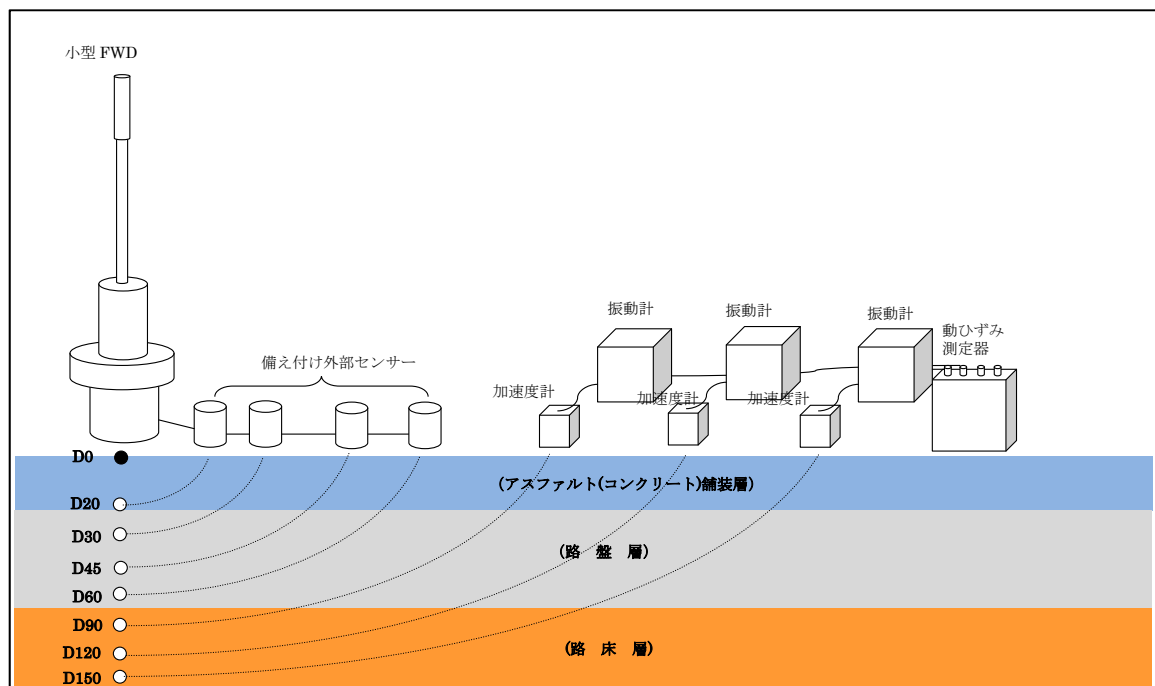 小型 FWD
振動計
振動計
振動計
動ひずみ
測定器
備え付け外部センサー
加速度計
加速度計
加速度計
D0
(アスファルト(コンクリート)舗装層)
D20
D30
(路 盤 層)
D45
D60
D90
(路 床 層)
D120
D150